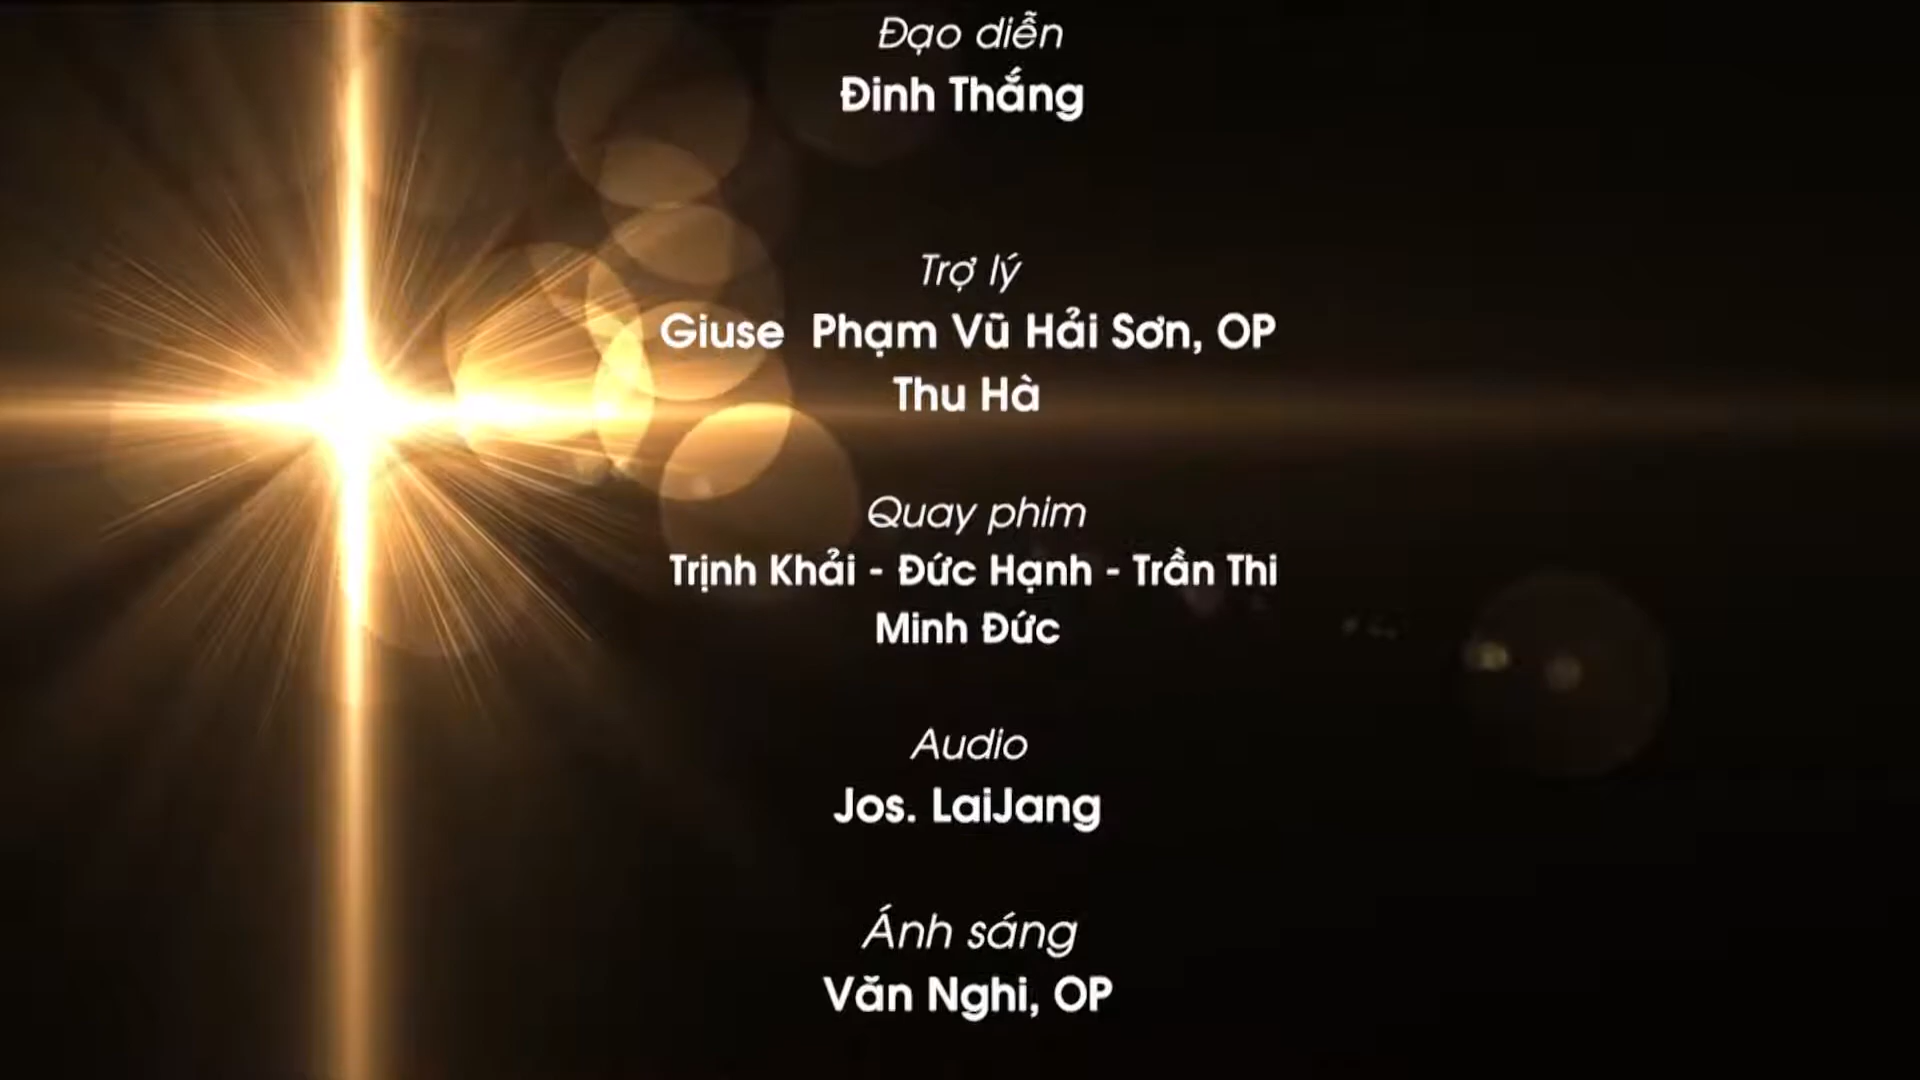 Đạo diễn
Đinh Thắng
Trợ lý
Giuse Phạm Vũ Hải Sơn, OP
Thu Hà
Quay phim
Trịnh Khải - Đức Hạnh - Trần Thi
Minh Đức
Audio
Jos. LaiJang
Ánh sáng
Văn Nghi, OP